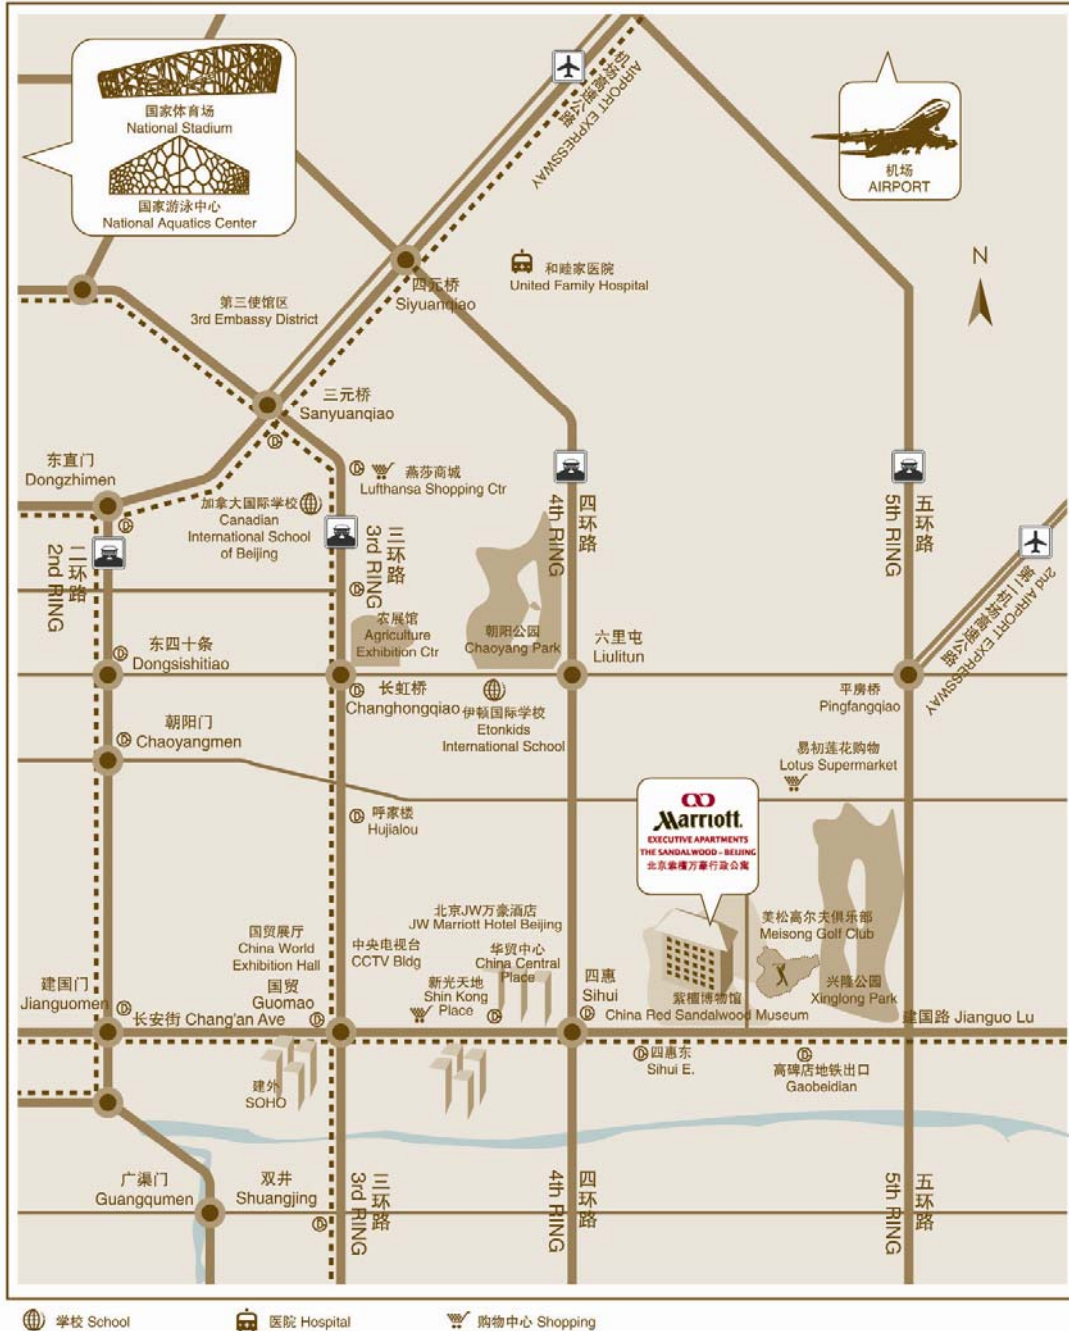 国家体育场
National Stadium
国家游泳中心
National Aquatics Center
机场高速公路
AIRPORT EXPRESSWAY
机场
AIRPORT
N
四元桥
Siyuanqiao
和睦家医院
United Family Hospital
第三使馆区
3rd Embassy District
三元桥
Sanyuanqiao
东直门
Dongzhimen
燕莎商城
Lufthansa Shopping Ctr
加拿大国际学校
Canadian
International School
of Beijing
二环路
2nd RING
三环路
3rd RING
四环路
4th RING
五环路
5th RING
第二机场高速公路
2nd AIRPORT EXPRESSWAY
农展馆
Agriculture
Exhibition Ctr
朝阳公园
Chaoyang Park
六里屯
Liulitun
东四十条
Dongsishitiao
长虹桥
Changhongqiao
伊顿国际学校
Etonkids
International School
平房桥
Pingfangqiao
朝阳门
Chaoyangmen
易初莲花购物
Lotus Supermarket
呼家楼
Hujialou
Marriott.
EXECUTIVE APARTMENTS
THE SANDALWOOD - BEIJING
北京紫檀万豪行政公寓
北京JW万豪酒店
JW Marriott Hotel Beijing
国贸展厅
China World
Exhibition Hall
中央电视台
CCTV Bldg
华贸中心
China Central
Place
美松高尔夫俱乐部
Meisong Golf Club
建国门
Jianguomen
国贸
Guomao
新光天地
Shin Kong
Place
四惠
Sihui
紫檀博物馆
China Red Sandalwood Museum
兴隆公园
Xinglong Park
长安街 Chang'an Ave
建国路 Jianguo Lu
四惠东
Sihui E.
高碑店地铁出口
Gaobeidian
建外
SOHO
广渠门
Guangqumen
双井
Shuangjing
三环路
3rd RING
四环路
4th RING
五环路
5th RING
学校 School
医院 Hospital
购物中心 Shopping